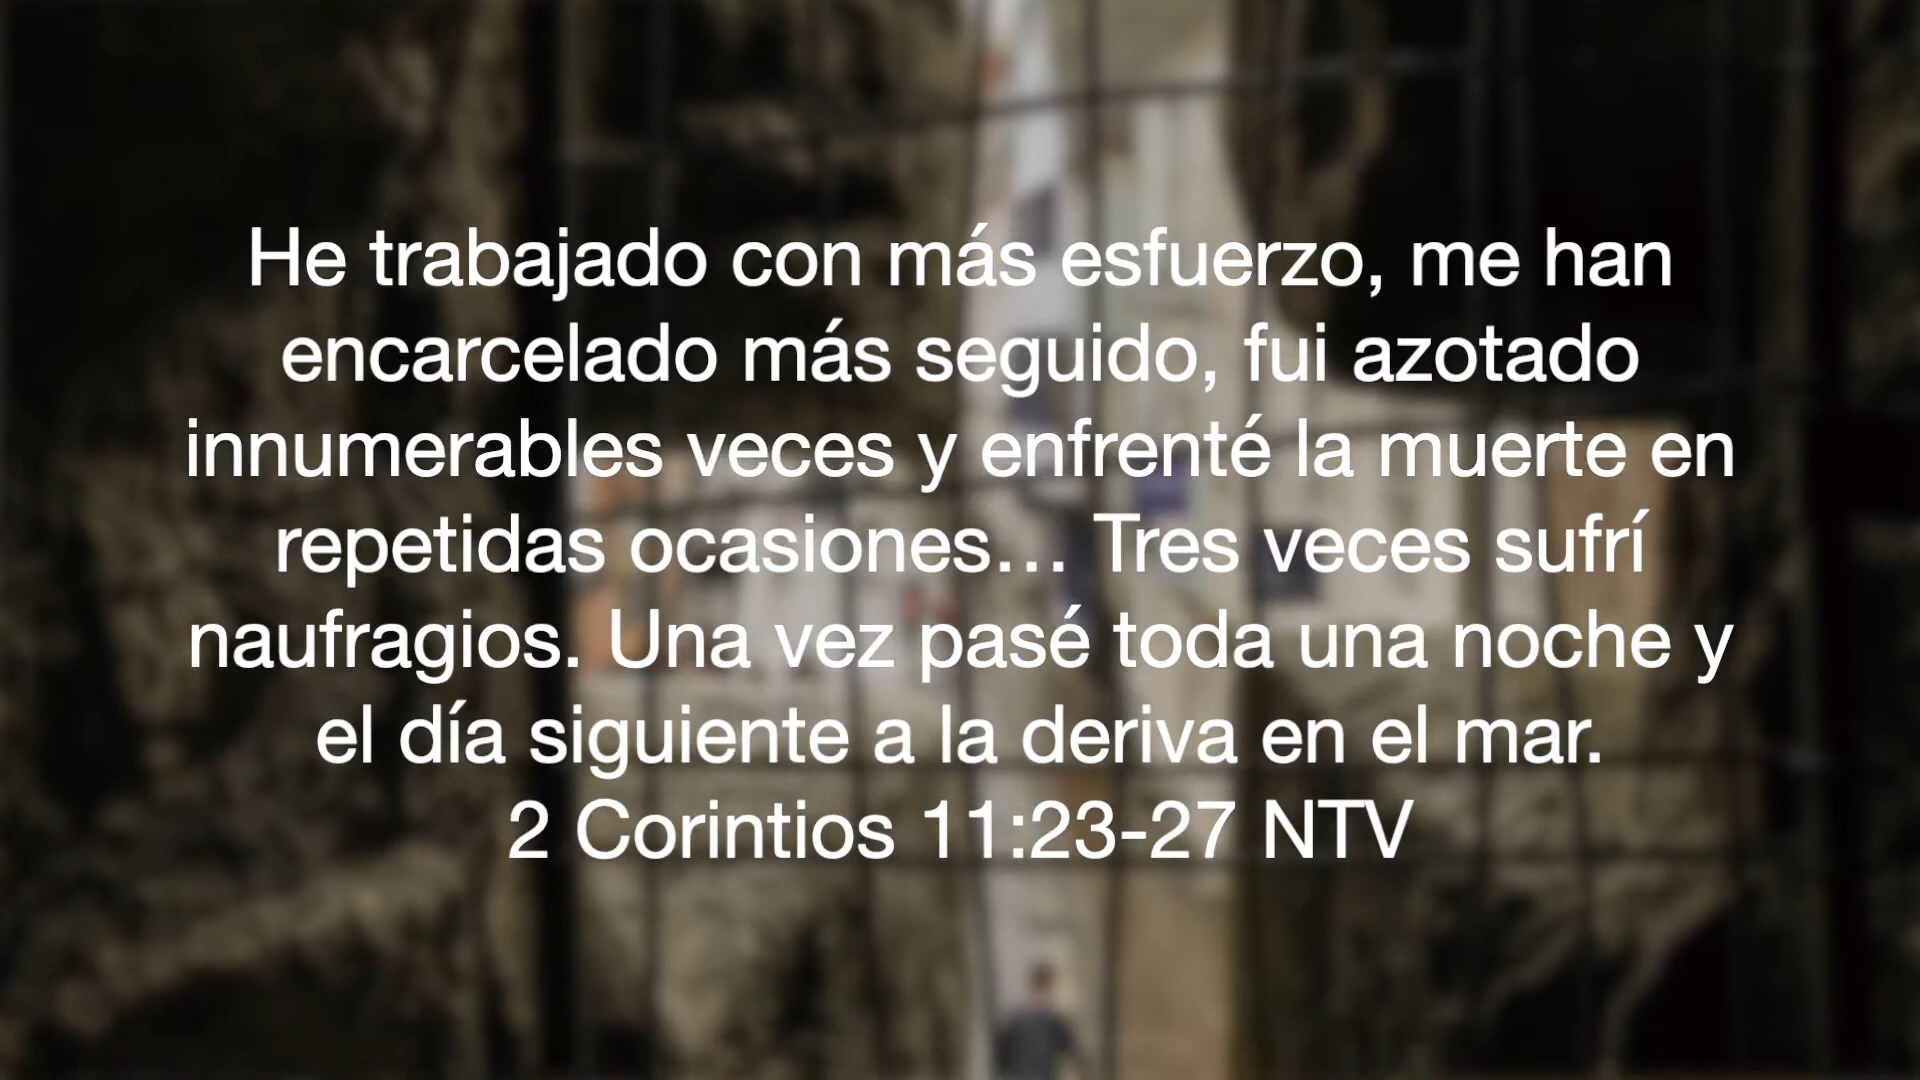 He trabajado con más esfuerzo, me han
encarcelado más seguido, fui azotado
innumerables veces y enfrenté la muerte en
repetidas ocasiones… Tres veces sufrí
naufragios. Una vez pasé toda una noche y
el día siguiente a la deriva en el mar.
2 Corintios 11:23-27 NTV